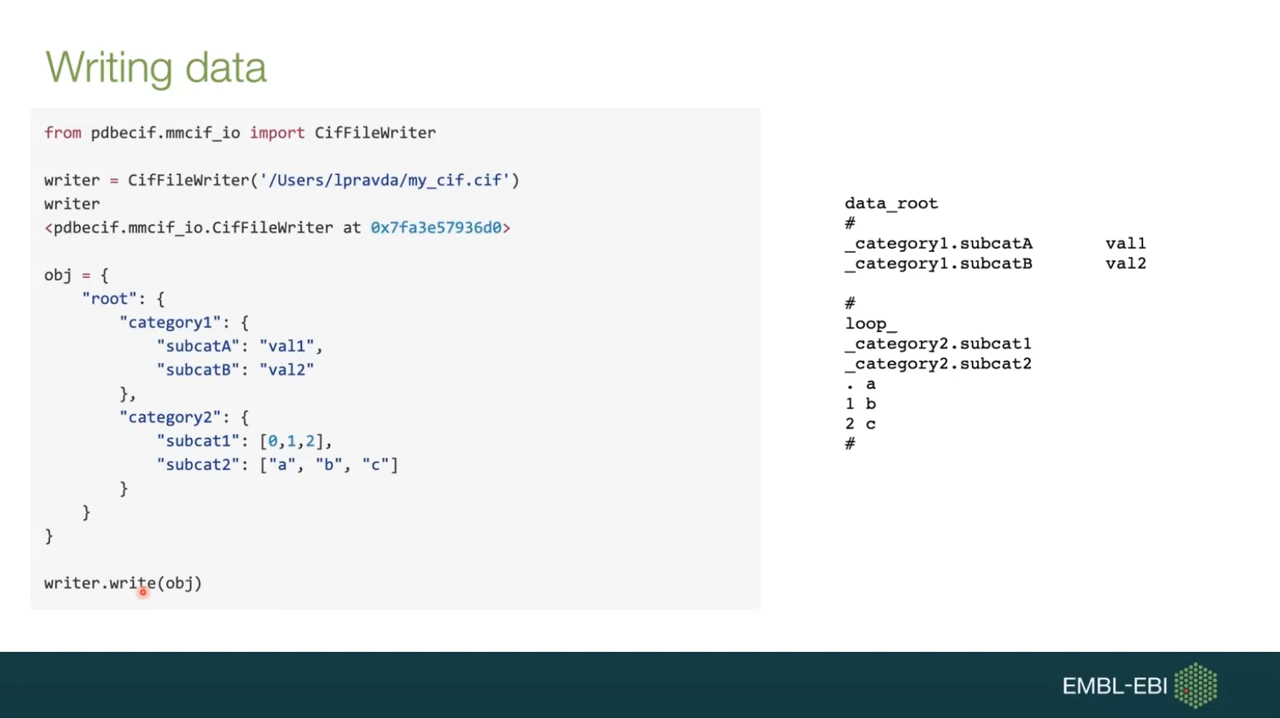 Writing data
from pdbecif.mmcif_io import CifFileWriter
writer = CifFileWriter('/Users/lpravda/my_cif.cif')
writer
<pdbecif.mmcif_io.CifFileWriter at 0x7fa3e57936d0>
obj = {
    "root": {
        "category1": {
            "subcatA": "val1",
            "subcatB": "val2"
        },
        "category2": {
            "subcat1": [0,1,2],
            "subcat2": ["a", "b", "c"]
        }
    }
}
writer.write(obj)
data_root
#
_category1.subcatA       val1
_category1.subcatB       val2
#
loop_
_category2.subcat1
_category2.subcat2
. a
1 b
2 c
#
EMBL-EBI